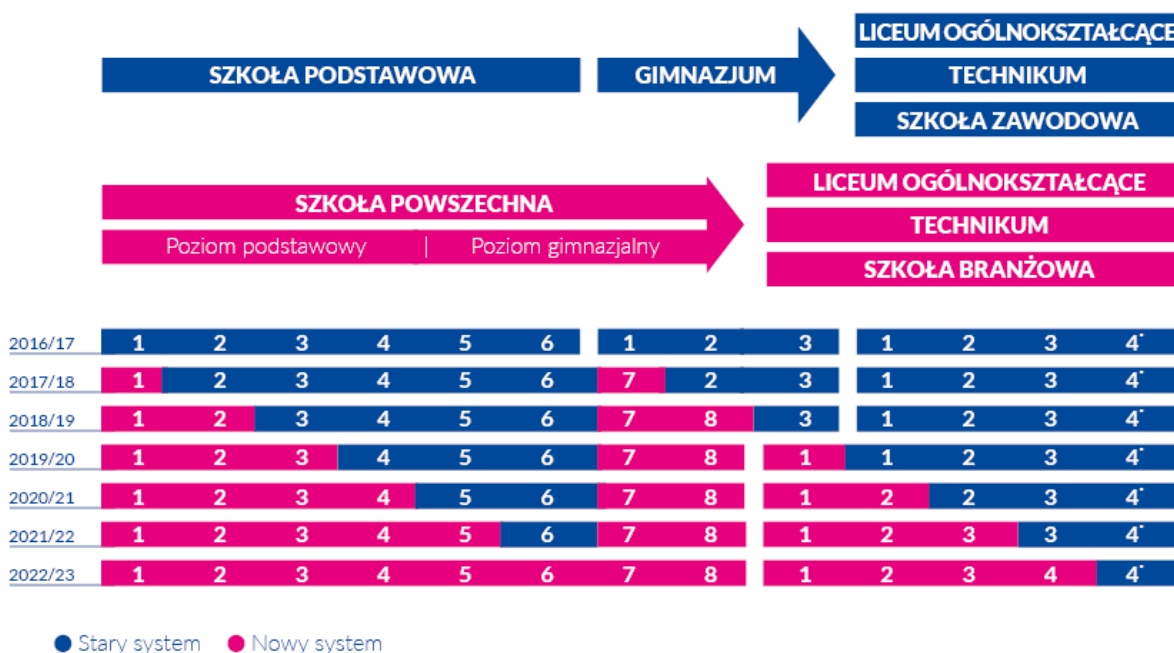 LICEUM OGÓLNOKSZTAŁCĄCE
SZKOŁA PODSTAWOWA GIMNAZJUM TECHNIKUM
SZKOŁA ZAWODOWA
LICEUM OGÓLNOKSZTAŁCĄCE
SZKOŁA POWSZECHNA
TECHNIKUM
Poziom podstawowy | Poziom gimnazjalny
SZKOŁA BRANŻOWA
2016/17 1 2 3 4 5 6 1 2 3 1 2 3 4*
2017/18 1 2 3 4 5 6 7 2 3 1 2 3 4*
2018/19 1 2 3 4 5 6 7 8 3 1 2 3 4*
2019/20 1 2 3 4 5 6 7 8 1 1 2 3 4*
2020/21 1 2 3 4 5 6 7 8 1 2 2 3 4*
2021/22 1 2 3 4 5 6 7 8 1 2 3 3 4*
2022/23 1 2 3 4 5 6 7 8 1 2 3 4 4*
Stary system Nowy system